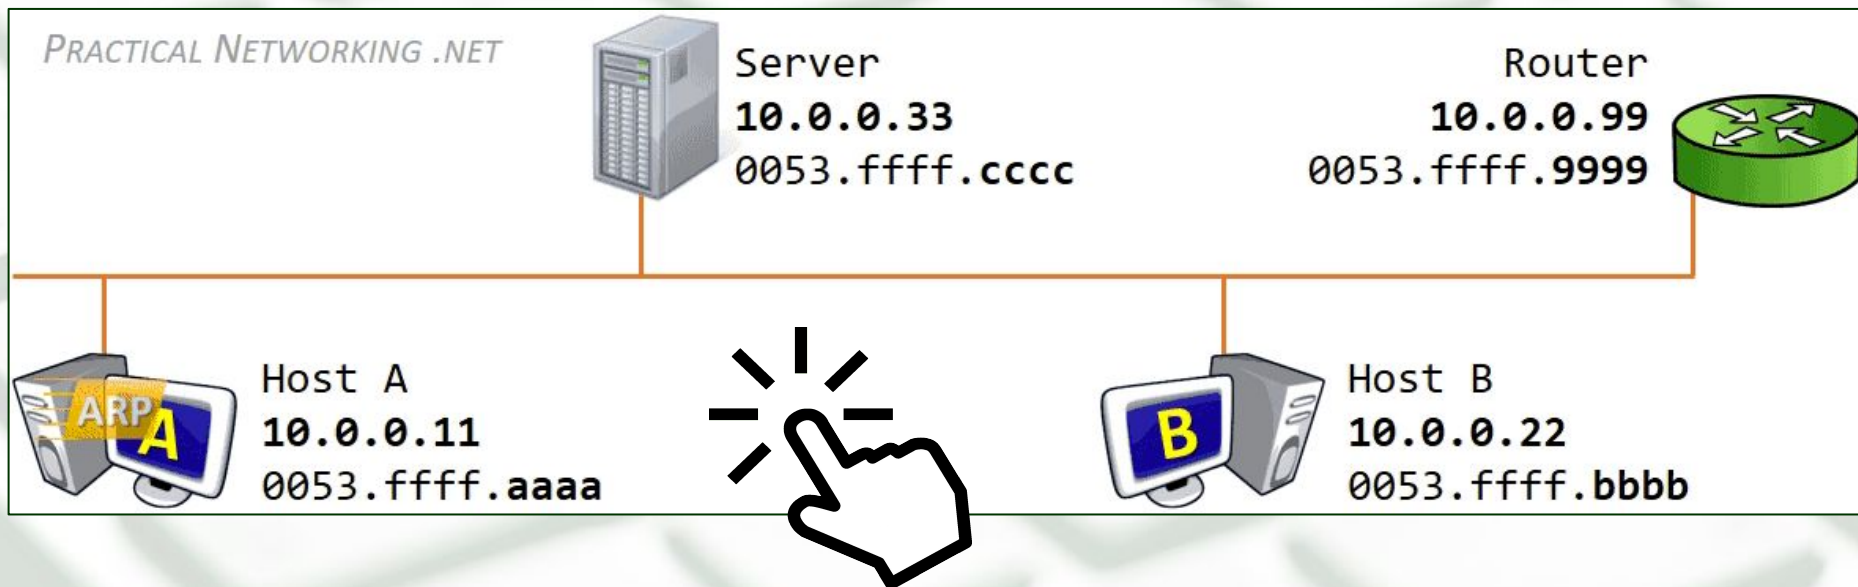 PRACTICAL NETWORKING .NET
Server
10.0.0.33
0053.ffff.cccc
Router
10.0.0.99
0053.ffff.9999
ARP
A
Host A
10.0.0.11
0053.ffff.aaaa
B
Host B
10.0.0.22
0053.ffff.bbbb